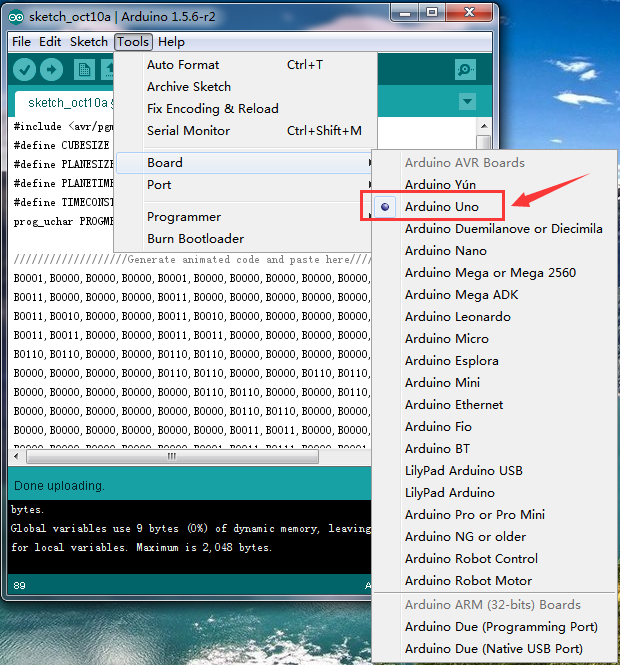 sketch_oct10a | Arduino 1.5.6-r2
File Edit Sketch Tools Help
Auto Format Ctrl+T
Archive Sketch
Fix Encoding & Reload
Serial Monitor Ctrl+Shift+M
Board
Port
Programmer
Burn Bootloader
sketch_oct10a
#include <avr/pgm
#define CUBESIZE
#define PLANESIZE
#define PLANETIME
#define TIMECONST
prog_uchar PROGME
////////////////////Generate animated code and paste here////
B0001, B0000, B0000, B0000, B0001, B0000, B0000, B0000, B0000, B0000,
B0011, B0000, B0000, B0000, B0011, B0000, B0000, B0000, B0000, B0000,
B0011, B0010, B0000, B0000, B0011, B0010, B0000, B0000, B0000, B0000,
B0011, B0011, B0000, B0000, B0011, B0011, B0000, B0000, B0000, B0000,
B0110, B0110, B0000, B0000, B0110, B0110, B0000, B0000, B0000, B0000,
B0000, B0000, B0000, B0000, B0110, B0110, B0000, B0000, B0110, B0110,
B0000, B0000, B0000, B0000, B0000, B0110, B0110, B0000, B0000, B0110,
B0000, B0000, B0000, B0000, B0000, B0000, B0110, B0110, B0000, B0000,
B0000, B0000, B0000, B0000, B0000, B0000, B0011, B0011, B0000, B0000,
Done uploading.
bytes.
Global variables use 9 bytes (0%) of dynamic memory, leaving
for local variables. Maximum is 2,048 bytes.
89
Arduino AVR Boards
Arduino Yún
Arduino Uno
Arduino Duemilanove or Diecimila
Arduino Nano
Arduino Mega or Mega 2560
Arduino Mega ADK
Arduino Leonardo
Arduino Micro
Arduino Esplora
Arduino Mini
Arduino Ethernet
Arduino Fio
Arduino BT
LilyPad Arduino USB
LilyPad Arduino
Arduino Pro or Pro Mini
Arduino NG or older
Arduino Robot Control
Arduino Robot Motor
Arduino ARM (32-bits) Boards
Arduino Due (Programming Port)
Arduino Due (Native USB Port)